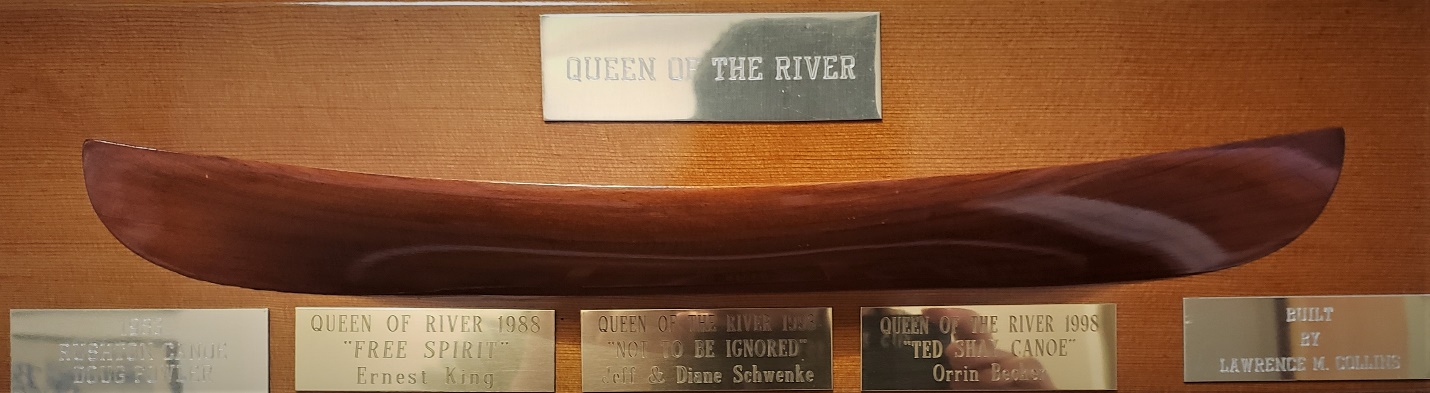 QUEEN OF THE RIVER
RUSHTON CANOE
DOUG FOWLER
QUEEN OF RIVER 1988
"FREE SPIRIT"
Ernest King
QUEEN OF THE RIVER
"NOT TO BE IGNORED"
Jeff & Diane Schwenke
QUEEN OF THE RIVER 1998
"TED SHAY CANOE"
Orrin
BUILT
BY
LAWRENCE M. COLLINS